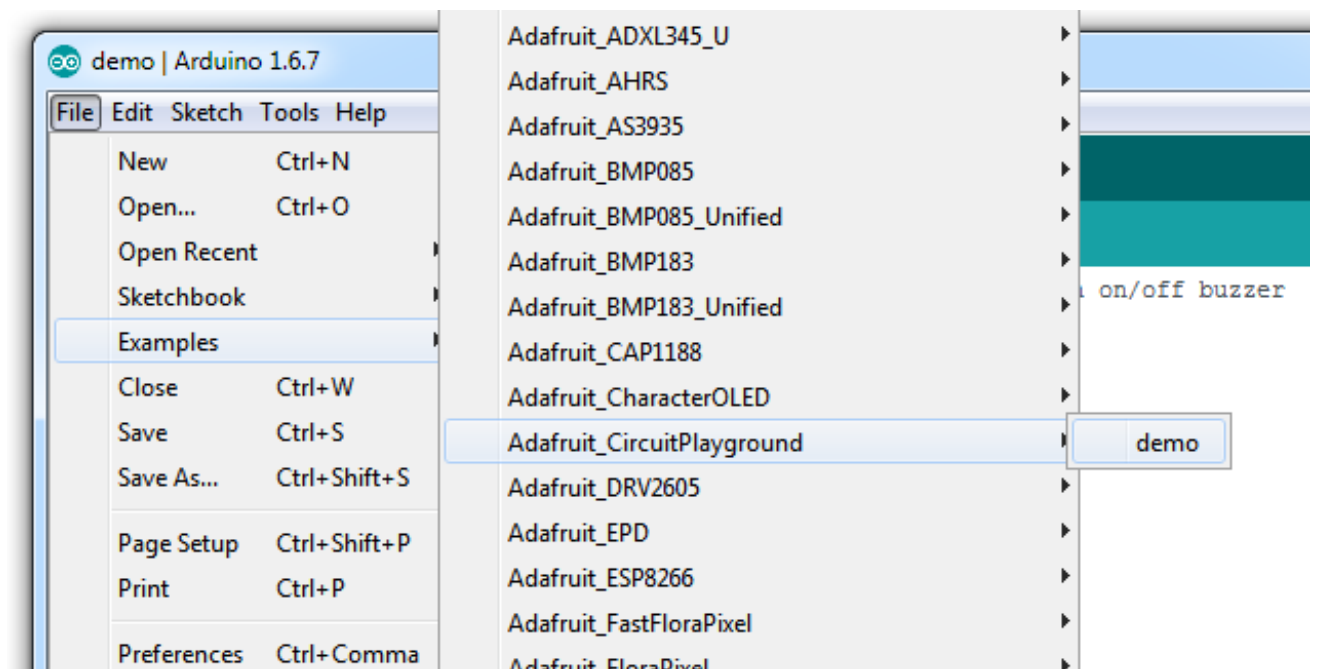 demo | Arduino 1.6.7
File Edit Sketch Tools Help
New Ctrl+N
Open... Ctrl+O
Open Recent
Sketchbook
Examples
Close Ctrl+W
Save Ctrl+S
Save As... Ctrl+Shift+S
Page Setup Ctrl+Shift+P
Print Ctrl+P
Preferences Ctrl+Comma
Adafruit_ADXL345_U
Adafruit_AHRS
Adafruit_AS3935
Adafruit_BMP085
Adafruit_BMP085_Unified
Adafruit_BMP183
Adafruit_BMP183_Unified
Adafruit_CAP1188
Adafruit_CharacterOLED
Adafruit_CircuitPlayground
Adafruit_DRV2605
Adafruit_EPD
Adafruit_ESP8266
Adafruit_FastFloraPixel
Adafruit_FloraPixel
demo
on/off buzzer